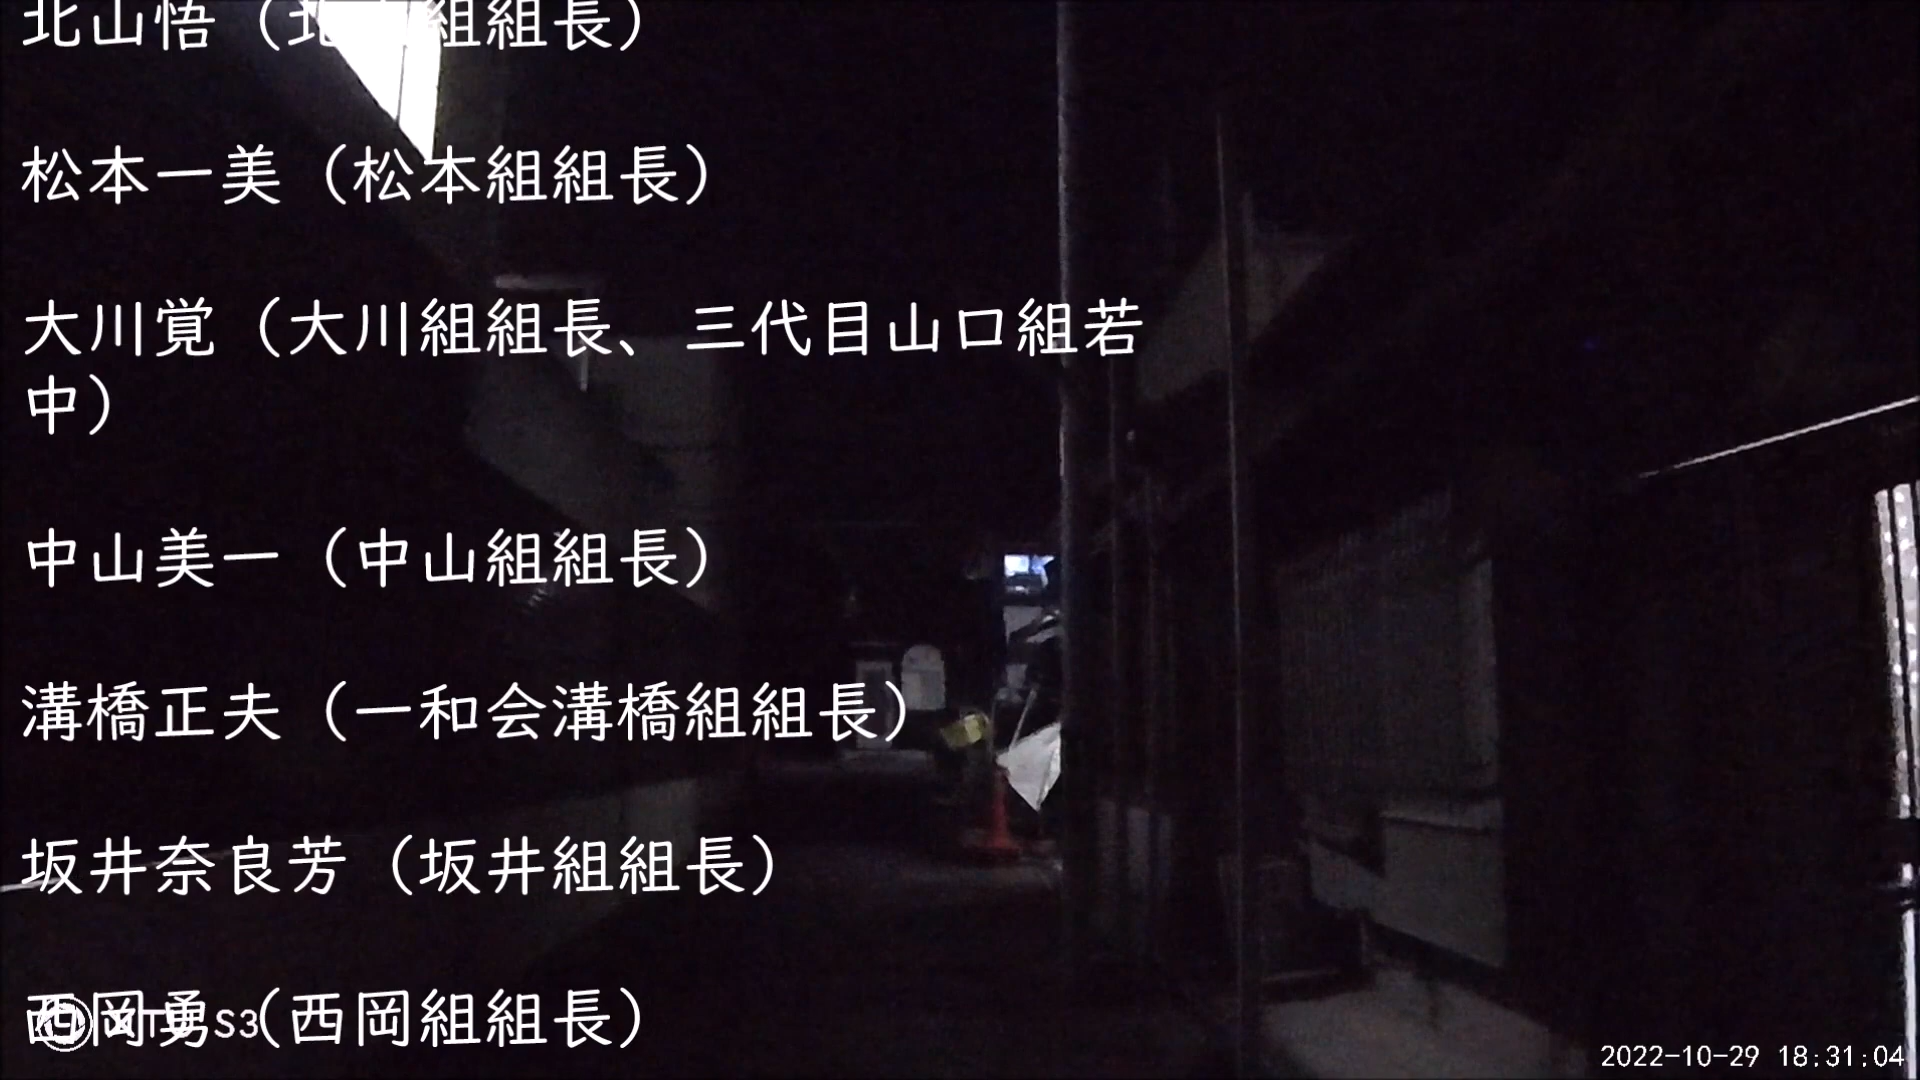 北山悟（北山組組長）
松本一美（松本組組長）
大川覚（大川組組長、三代目山口組若
中）
中山美一（中山組組長）
溝橋正夫（一和会溝橋組組長）
坂井奈良芳（坂井組組長）
西岡勇（西岡組組長）
S3
2022-10-29 18:31:04